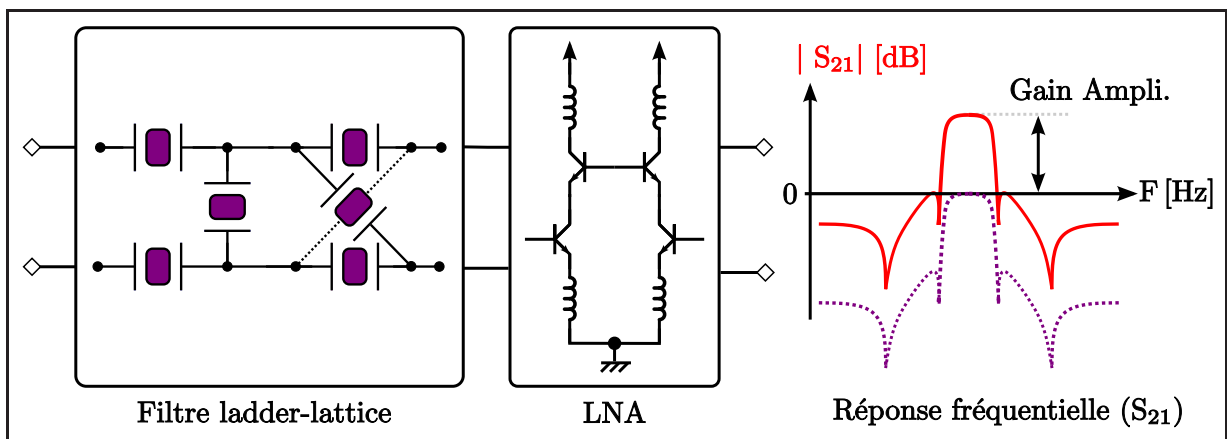 | S21| [dB]
Gain Ampli.
0
F [Hz]
Filtre ladder-lattice
LNA
Réponse fréquentielle (S21)